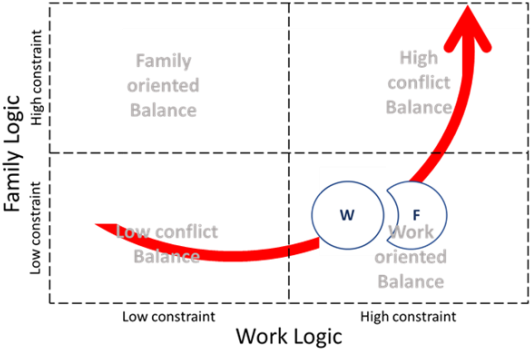 Family Logic
High constraint
Low constraint
Family
oriented
Balance
High
conflict
Balance
Low conflict
Balance
W
F
Work
oriented
Balance
Low constraint
High constraint
Work Logic